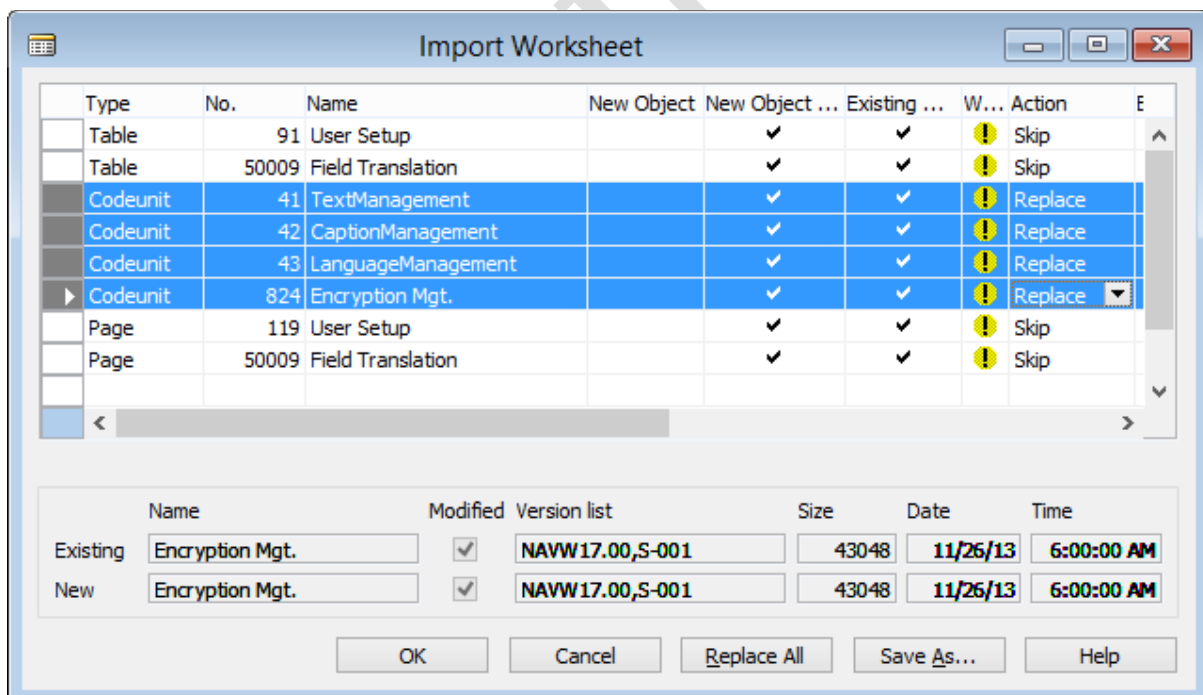 Import Worksheet
Type No. Name New Object New Object ... Existing ... W... Action E
Table 91 User Setup Skip
Table 50009 Field Translation Skip
Codeunit 41 TextManagement Replace
Codeunit 42 CaptionManagement Replace
Codeunit 43 LanguageManagement Replace
Codeunit 824 Encryption Mgt. Replace
Page 119 User Setup Skip
Page 50009 Field Translation Skip
Name Modified Version list Size Date Time
Existing Encryption Mgt. NAVW17.00,S-001 43048 11/26/13 6:00:00 AM
New Encryption Mgt. NAVW17.00,S-001 43048 11/26/13 6:00:00 AM
OK Cancel Replace All Save As... Help